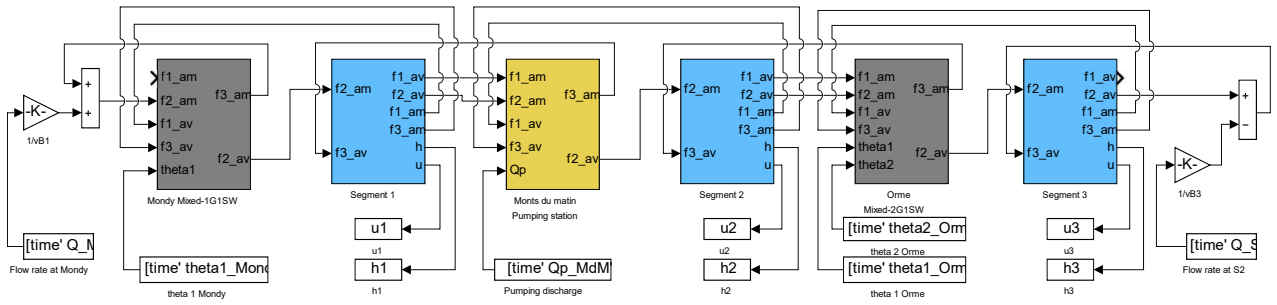 -K-
1/vB1
+
+
f1_am
f2_am
f1_av
f3_av
theta1
f3_am
f2_av
Mondy Mixed-1G1SW
f2_am
f3_av
f1_av
f2_av
f1_am
f3_am
h
u
Segment 1
f1_am
f2_am
f1_av
f3_av
Qp
f3_am
f2_av
Monts du matin
Pumping station
f2_am
f3_av
f1_av
f2_av
f1_am
f3_am
h
u
Segment 2
f1_am
f2_am
f1_av
f3_av
theta1
theta2
f3_am
f2_av
Orme
Mixed-2G1SW
f2_am
f3_av
f1_av
f2_av
f1_am
f3_am
h
u
Segment 3
+
−
-K-
1/vB3
[time' Q_M
Flow rate at Mondy
[time' theta1_Mond
theta 1 Mondy
u1
u1
h1
h1
[time' Qp_MdM'
Pumping discharge
u2
u2
h2
h2
[time' theta2_Orm
theta 2 Orme
[time' theta1_Orm
theta 1 Orme
u3
u3
h3
h3
[time' Q_S
Flow rate at S2